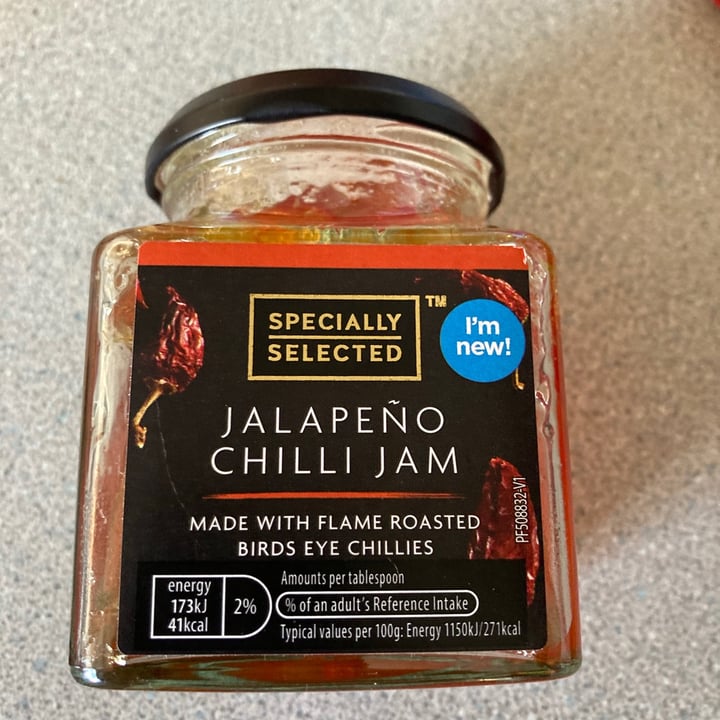 SPECIALLY
SELECTED
TM
I'm
new!
JALAPEÑO
CHILLI JAM
MADE WITH FLAME ROASTED
BIRDS EYE CHILLIES
PF508832-V1
energy
173kJ
41kcal
2%
Amounts per tablespoon
% of an adult's Reference Intake
Typical values per 100g: Energy 1150kJ/271kcal